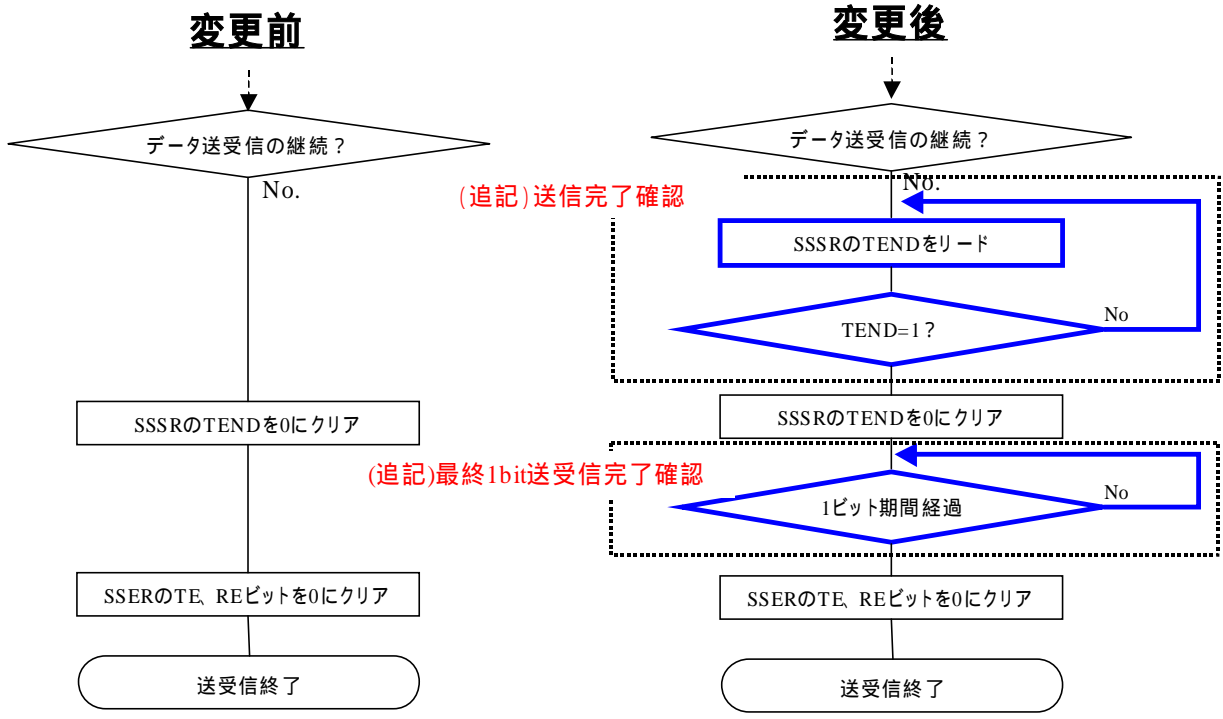 変更前
データ送受信の継続？
No.
SSSRのTENDを0にクリア
SSERのTE、REビットを0にクリア
送受信終了
変更後
データ送受信の継続？
No.
(追記)送信完了確認
SSSRのTENDをリード
TEND=1？
No
SSSRのTENDを0にクリア
(追記)最終1bit送受信完了確認
1ビット期間経過
No
SSERのTE、REビットを0にクリア
送受信終了